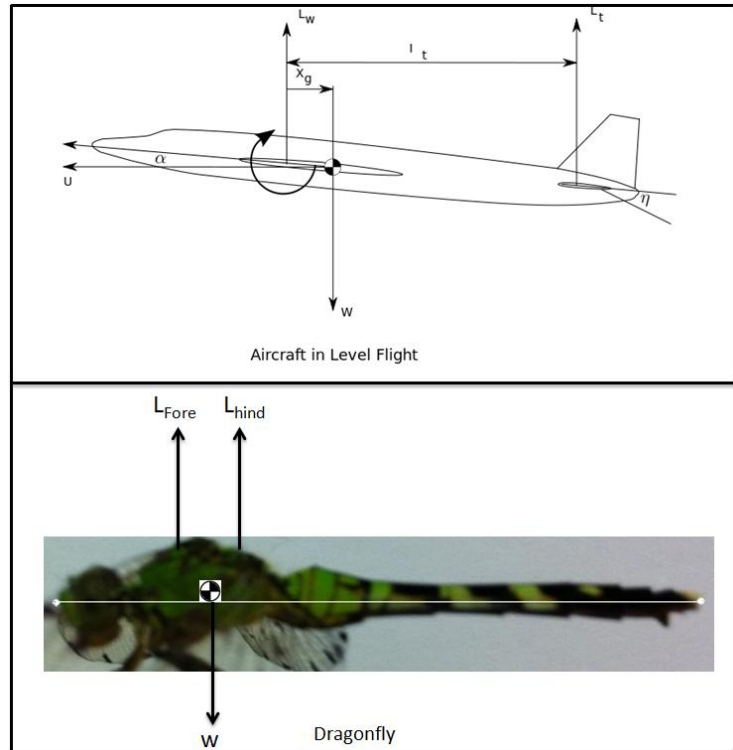 L_w
L_t
l_t
x_g
α
U
η
W
Aircraft in Level Flight
L_Fore
L_hind
W
Dragonfly